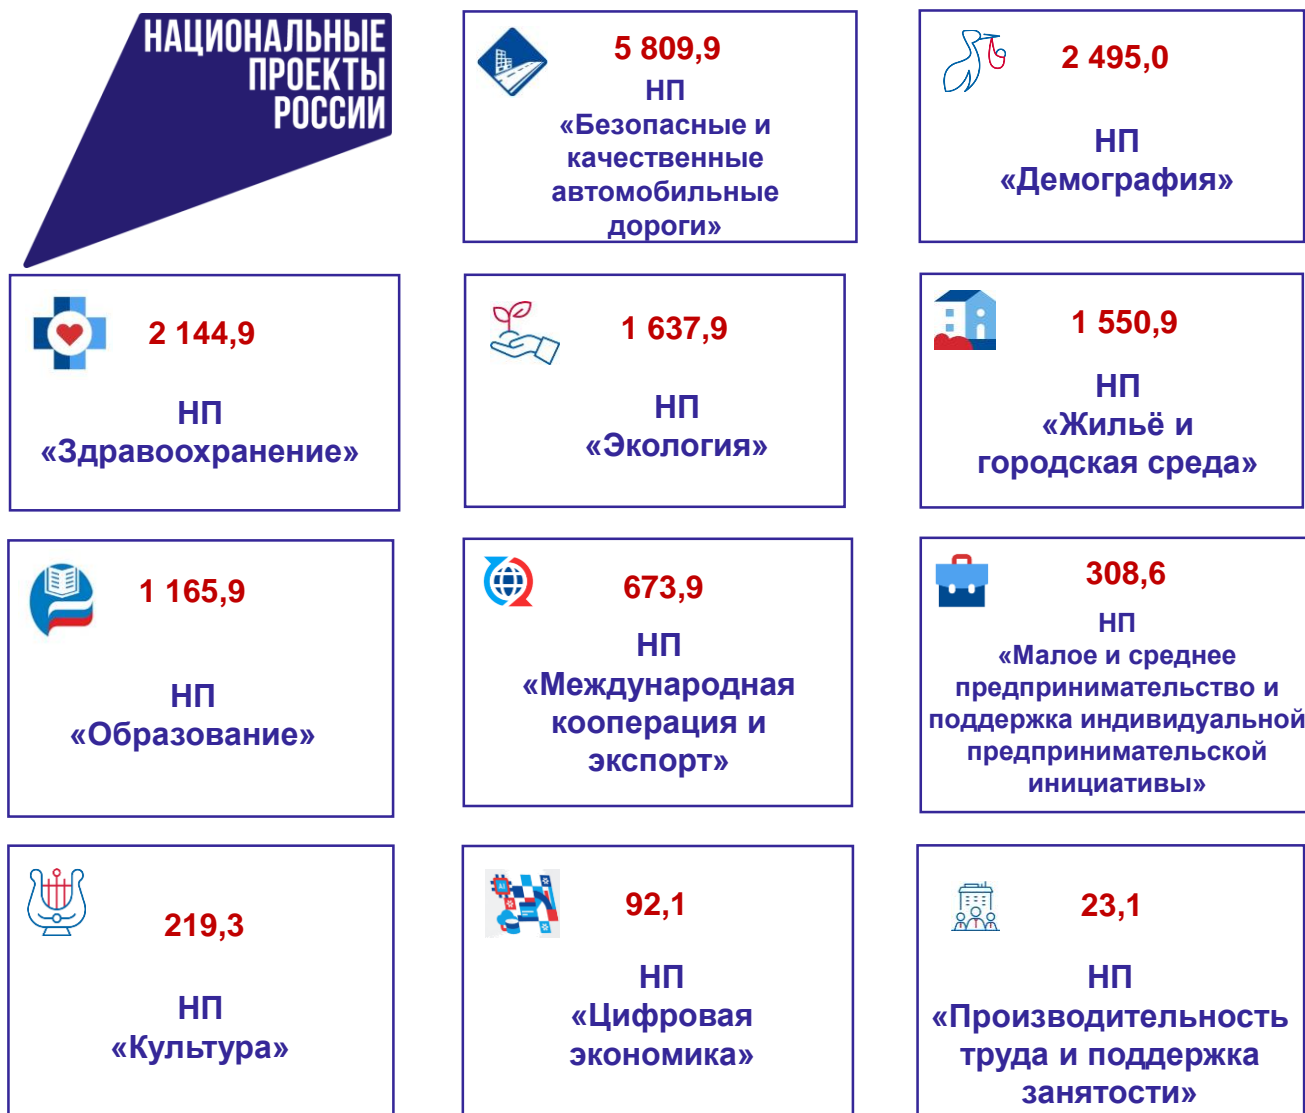 НАЦИОНАЛЬНЫЕ
ПРОЕКТЫ
РОССИИ
5 809,9
НП
«Безопасные и
качественные
автомобильные
дороги»
2 495,0
НП
«Демография»
2 144,9
НП
«Здравоохранение»
1 637,9
НП
«Экология»
1 550,9
НП
«Жильё и
городская среда»
1 165,9
НП
«Образование»
673,9
НП
«Международная
кооперация и
экспорт»
308,6
НП
«Малое и среднее
предпринимательство и
поддержка индивидуальной
предпринимательской
инициативы»
219,3
НП
«Культура»
92,1
НП
«Цифровая
экономика»
23,1
НП
«Производительность
труда и поддержка
занятости»